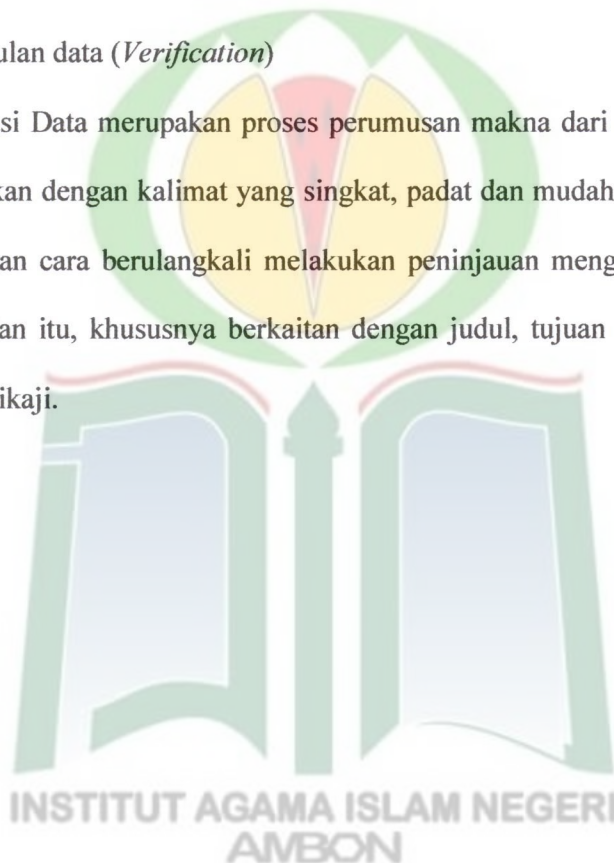 ulan data (Verification)
si Data merupakan proses perumusan makna dari
kan dengan kalimat yang singkat, padat dan mudah
an cara berulangkali melakukan peninjauan meng
an itu, khususnya berkaitan dengan judul, tujuan
ikaji.
INSTITUT AGAMA ISLAM NEGERI
AMBON